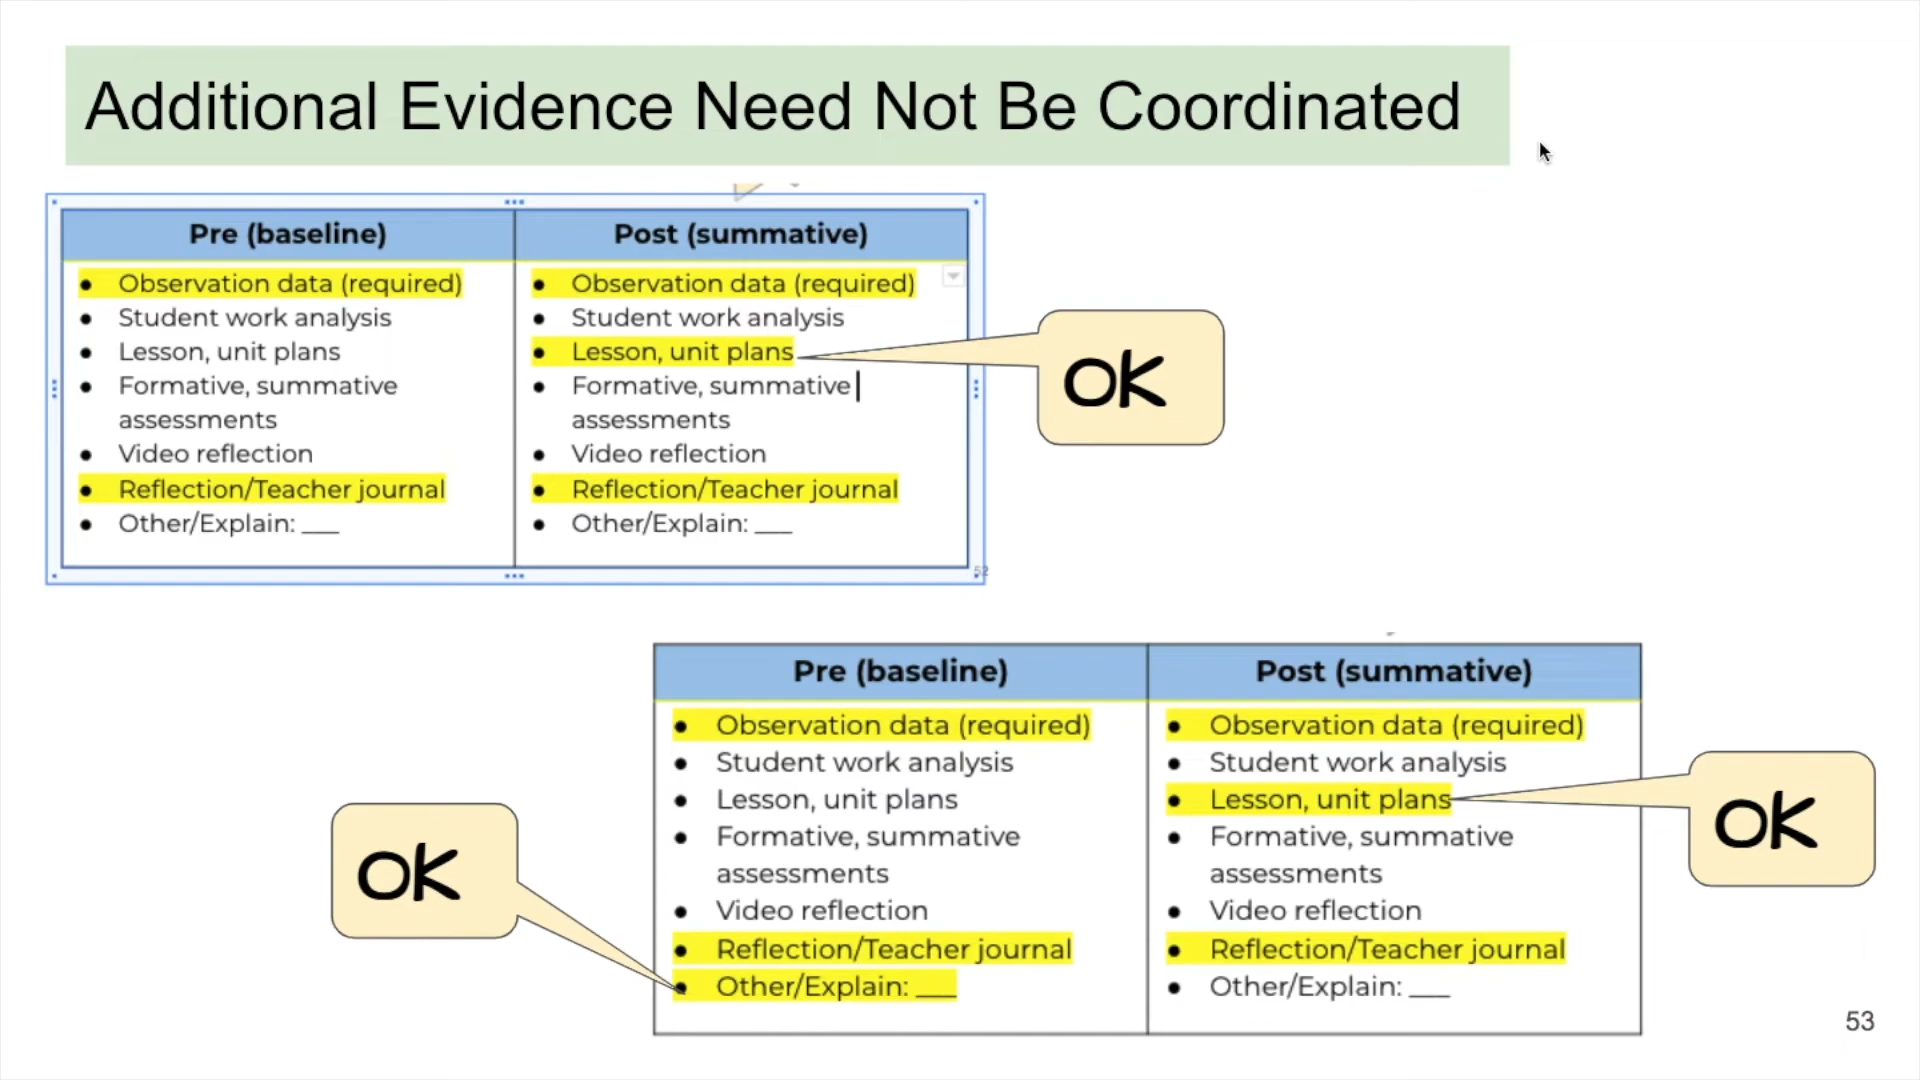 Additional Evidence Need Not Be Coordinated
Pre (baseline)
Post (summative)
● Observation data (required)
● Student work analysis
● Lesson, unit plans
● Formative, summative
assessments
● Video reflection
● Reflection/Teacher journal
● Other/Explain: ___
● Observation data (required)
● Student work analysis
● Lesson, unit plans
● Formative, summative
assessments
● Video reflection
● Reflection/Teacher journal
● Other/Explain: ___
OK
52
Pre (baseline)
Post (summative)
● Observation data (required)
● Student work analysis
● Lesson, unit plans
● Formative, summative
assessments
● Video reflection
● Reflection/Teacher journal
● Other/Explain: ___
● Observation data (required)
● Student work analysis
● Lesson, unit plans
● Formative, summative
assessments
● Video reflection
● Reflection/Teacher journal
● Other/Explain: ___
OK
OK
53